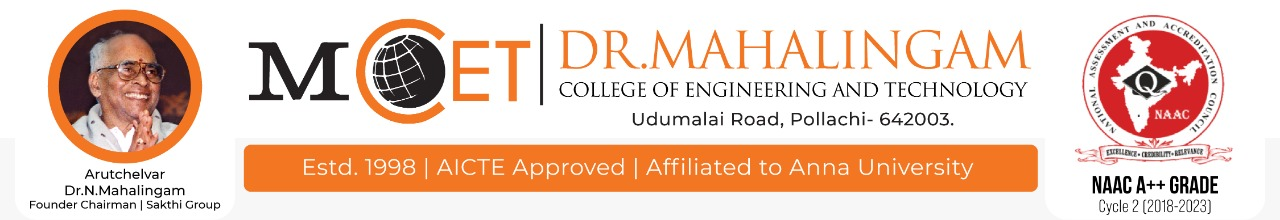 Arutchelvar
Dr.N.Mahalingam
Founder Chairman | Sakthi Group
MCET
DR.MAHALINGAM
COLLEGE OF ENGINEERING AND TECHNOLOGY
Udumalai Road, Pollachi- 642003.
Estd. 1998 | AICTE Approved | Affiliated to Anna University
NATIONAL ASSESSMENT AND ACCREDITATION COUNCIL
Q
NAAC
EXCELLENCE • CREDIBILITY • RELEVANCE
NAAC A++ GRADE
Cycle 2 (2018-2023)